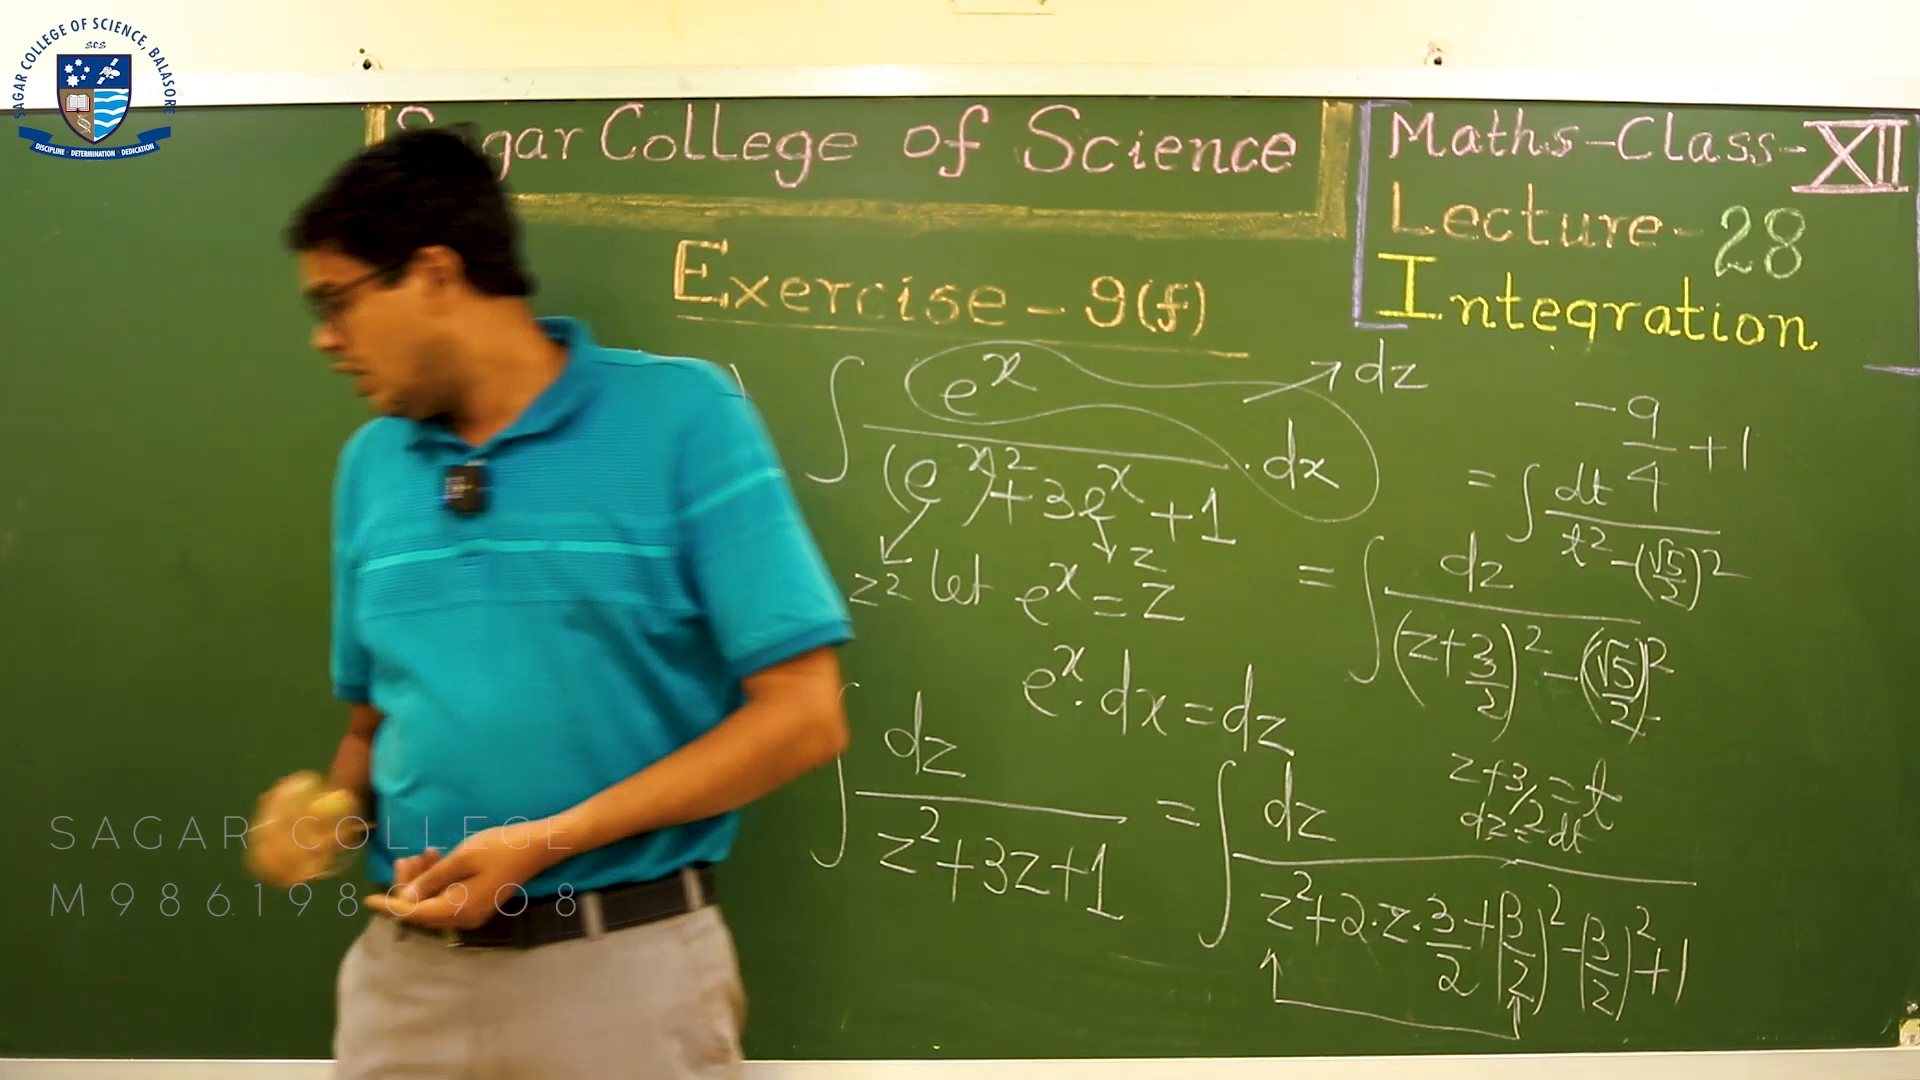 SAGAR COLLEGE OF SCIENCE, BALASORE
SCS
DISCIPLINE DETERMINATION DEDICATION
Sagar College of Science
Maths-Class-XII
Lecture-28
Integration
Exercise-9(f)
∫ e^x / ((e^x)^2 + 3e^x + 1) · dx → dz
z^2
z
let e^x = z
e^x · dx = dz
∫ dz / (z^2 + 3z + 1) = ∫ dz / (z^2 + 2·z·3/2 + (3/2)^2 - (3/2)^2 + 1)
z + 3/2 = t
dz = dt
= ∫ dz / ((z + 3/2)^2 - (√5/2)^2)
= ∫ dt / (t^2 - (√5/2)^2)
-9/4 + 1
SAGAR COLLEGE
M9861980908